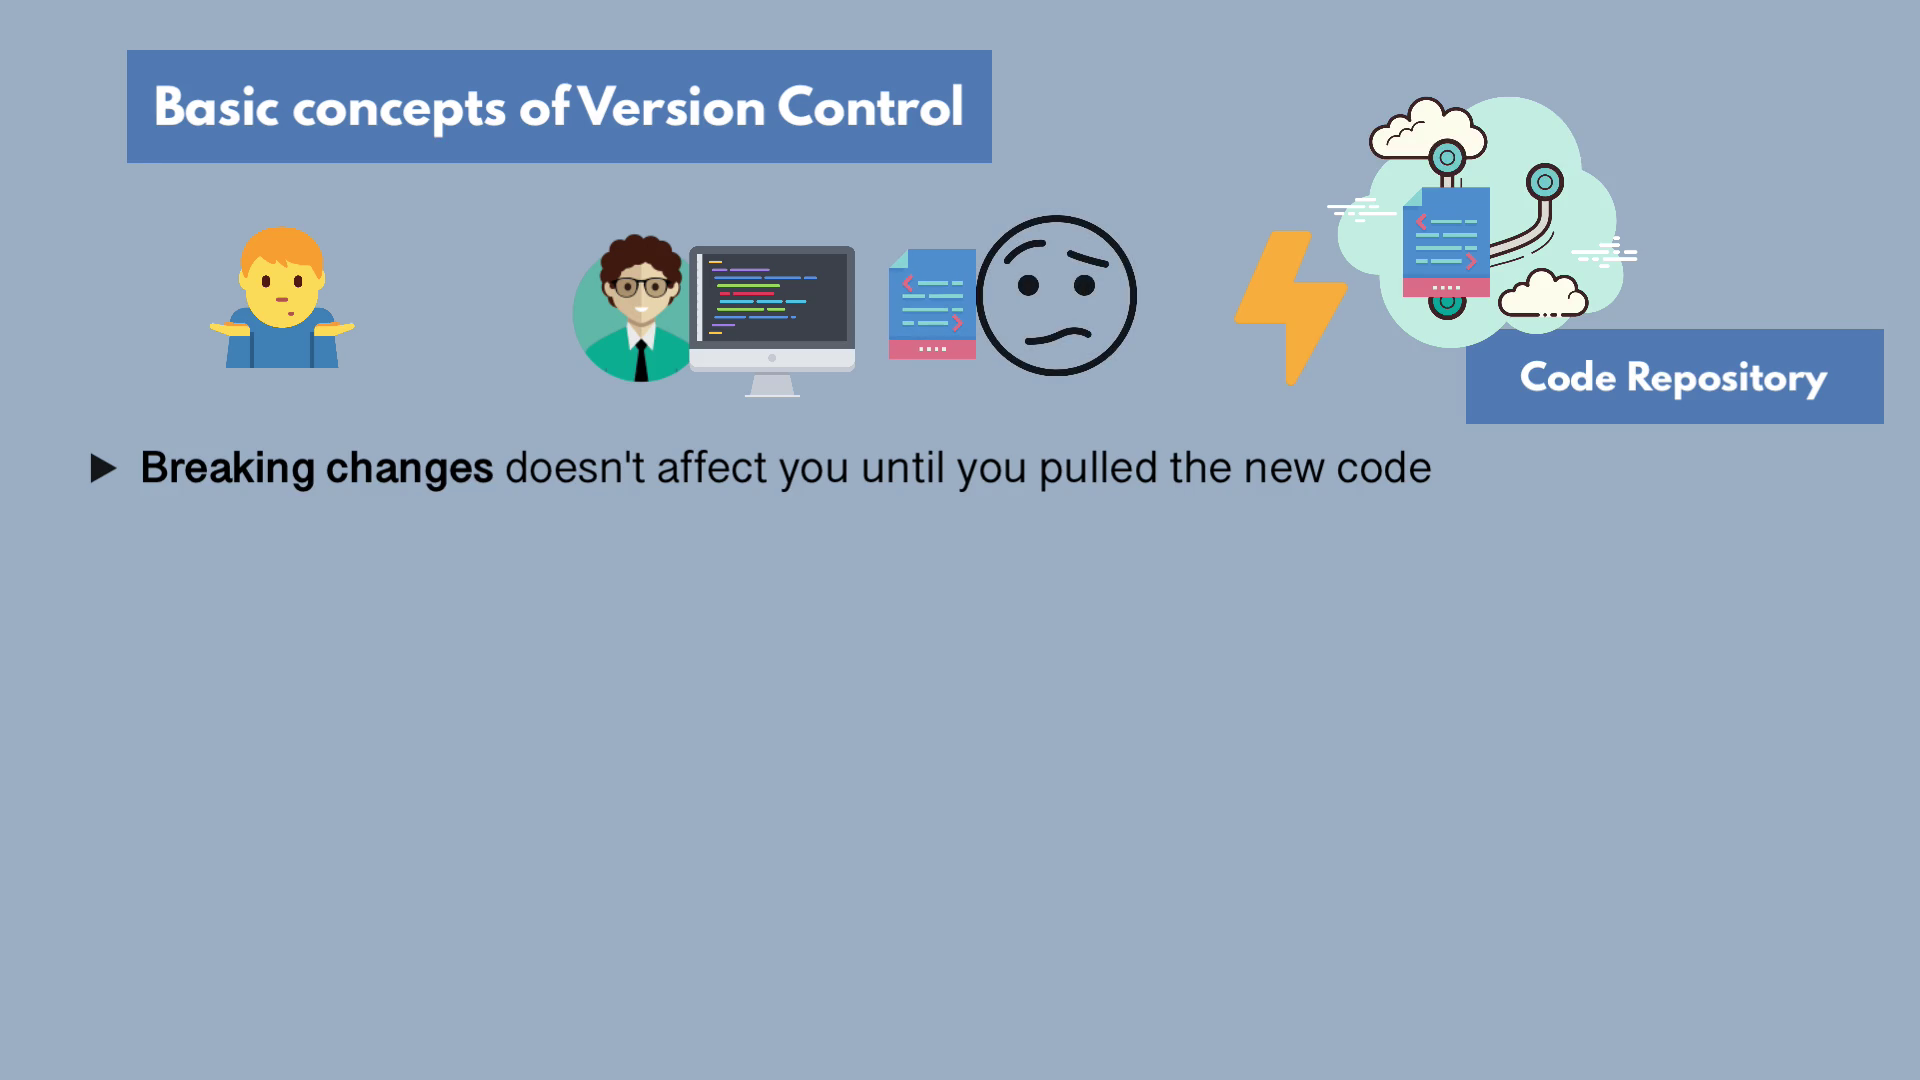 Basic concepts of Version Control
Code Repository
Breaking changes doesn't affect you until you pulled the new code